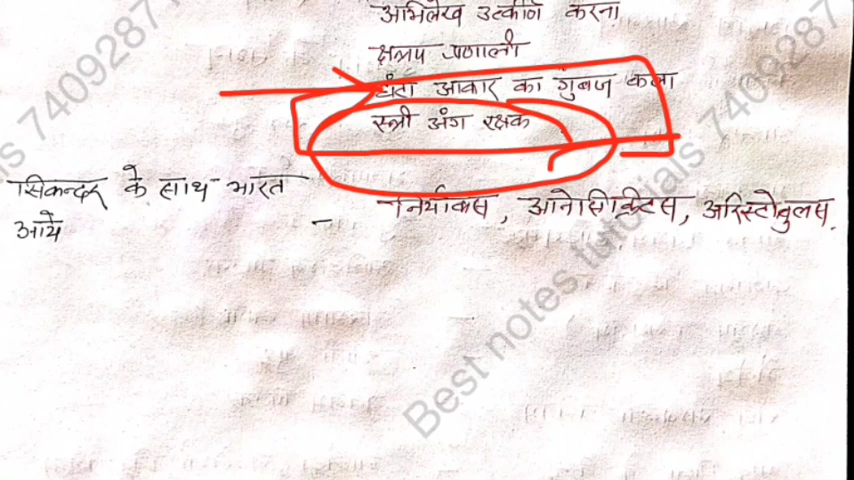 अभिलेख उत्कीर्ण करना
क्षत्रप प्रणाली
घंटा आकार का गुंबज कला
स्त्री अंग रक्षक
सिकन्दर के साथ भारत
आये
- निर्याकस, आनेसिक्रिटस, अरिस्टोबुलस.
Best notes tutorials 7409287